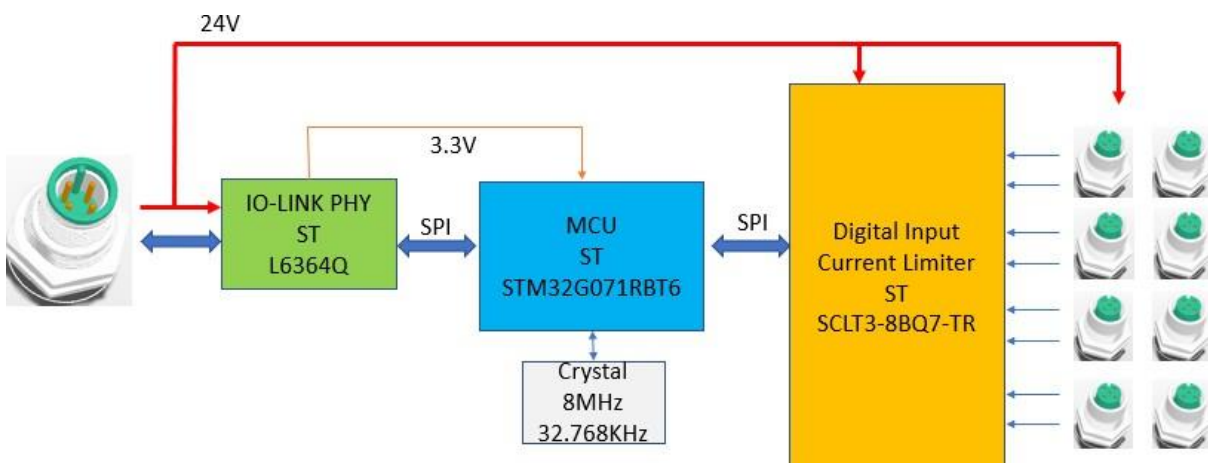 24V
3.3V
IO-LINK PHY
ST
L6364Q
SPI
MCU
ST
STM32G071RBT6
SPI
Digital Input
Current Limiter
ST
SCLT3-8BQ7-TR
Crystal
8MHz
32.768KHz